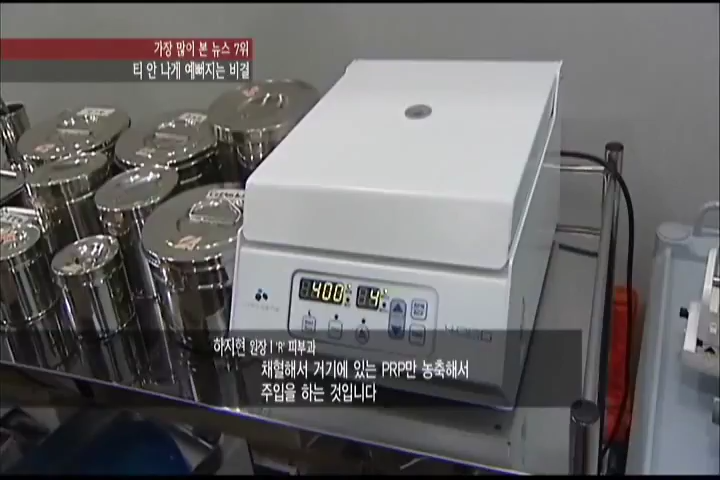 가장 많이 본 뉴스 7위
티 안 나게 예뻐지는 비결
400
4
하지현 원장 | 'R' 피부과
채혈해서 거기에 있는 PRP만 농축해서
주입을 하는 것입니다